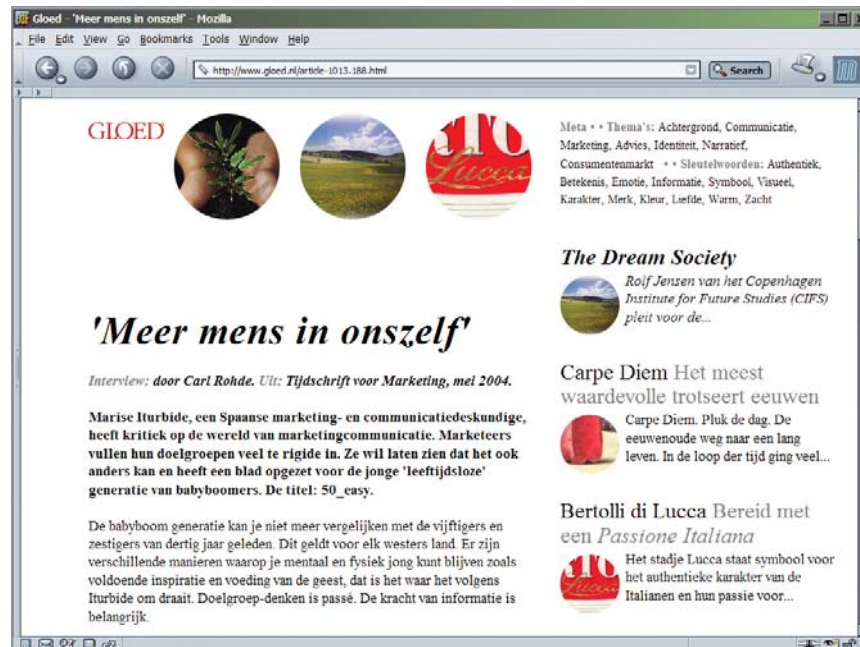 Gloed - 'Meer mens in onszelf' - Mozilla
File Edit View Go Bookmarks Tools Window Help
http://www.gloed.nl/article-1013.188.html
Search
GLOED
RTO
Lucca
'Meer mens in onszelf'
Interview: door Carl Rohde. Uit: Tijdschrift voor Marketing, mei 2004.
Marise Iturbide, een Spaanse marketing- en communicatiedeskundige,
heeft kritiek op de wereld van marketingcommunicatie. Marketeers
vullen hun doelgroepen veel te rigide in. Ze wil laten zien dat het ook
anders kan en heeft een blad opgezet voor de jonge 'leeftijdsloze'
generatie van babyboomers. De titel: 50_easy.
De babyboom generatie kan je niet meer vergelijken met de vijftigers en
zestigers van dertig jaar geleden. Dit geldt voor elk westers land. Er zijn
verschillende manieren waarop je mentaal en fysiek jong kunt blijven zoals
voldoende inspiratie en voeding van de geest, dat is het waar het volgens
Iturbide om draait. Doelgroep-denken is passé. De kracht van informatie is
belangrijk.
Meta • • Thema's: Achtergrond, Communicatie,
Marketing, Advies, Identiteit, Narratief,
Consumentenmarkt • • Sleutelwoorden: Authentiek,
Betekenis, Emotie, Informatie, Symbool, Visueel,
Karakter, Merk, Kleur, Liefde, Warm, Zacht
The Dream Society
Rolf Jensen van het Copenhagen
Institute for Future Studies (CIFS)
pleit voor de...
Carpe Diem Het meest
waardevolle trotseert eeuwen
Carpe Diem. Pluk de dag. De
eeuwenoude weg naar een lang
leven. In de loop der tijd ging veel...
Bertolli di Lucca Bereid met
een Passione Italiana
RTO
Lucca
Het stadje Lucca staat symbool voor
het authentieke karakter van de
Italianen en hun passie voor...